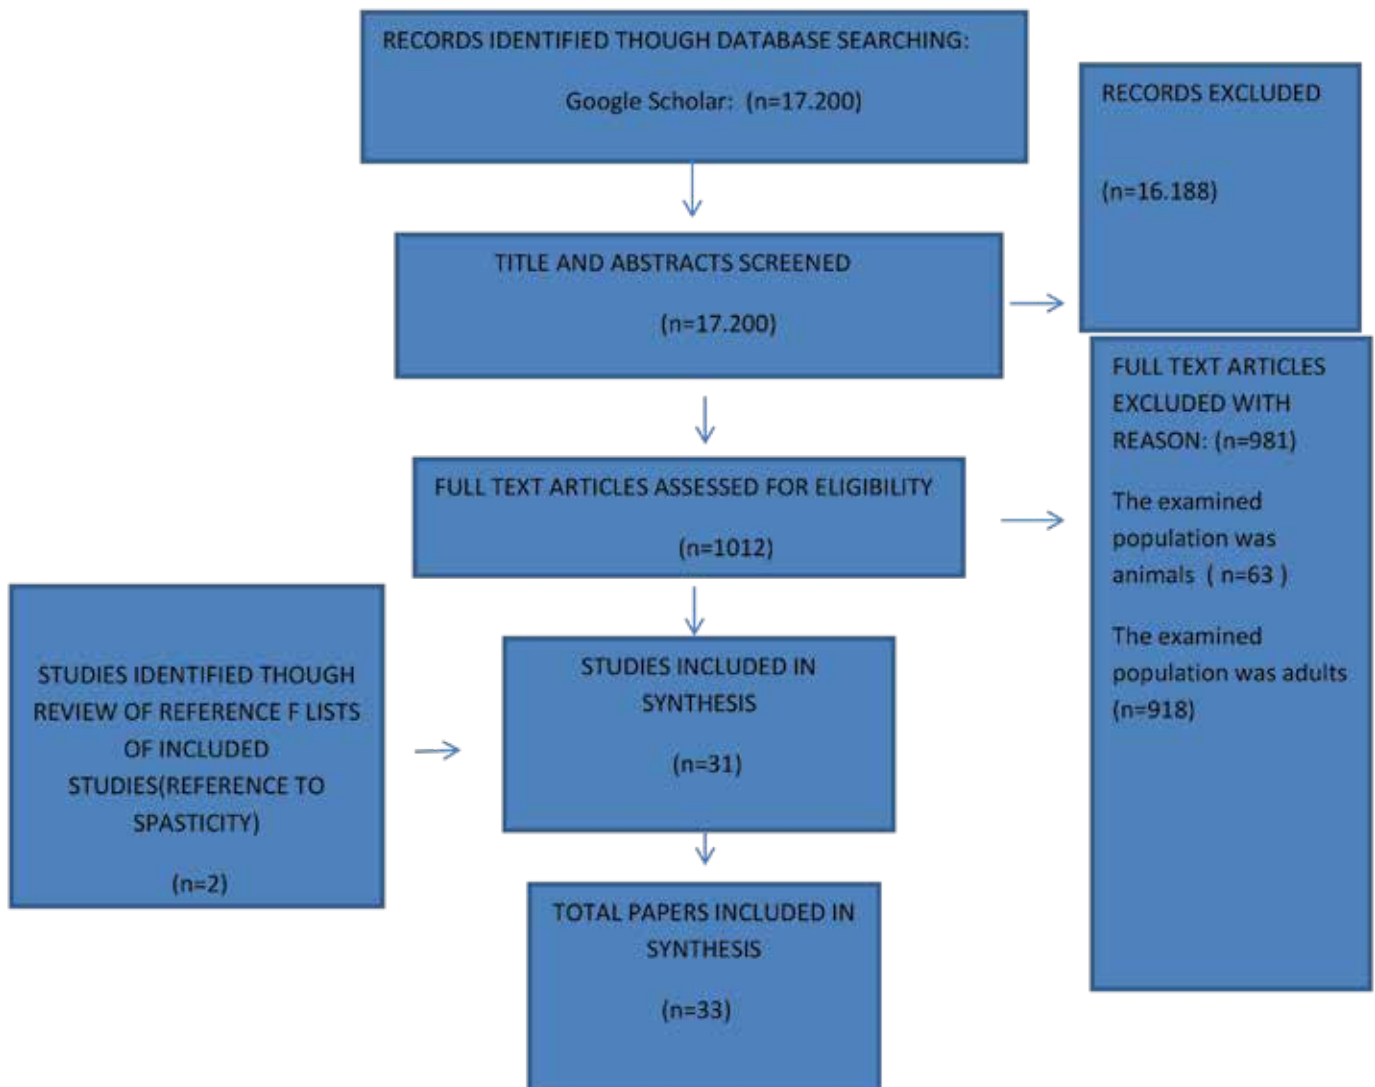 RECORDS IDENTIFIED THOUGH DATABASE SEARCHING:
Google Scholar: (n=17.200)
RECORDS EXCLUDED
(n=16.188)
TITLE AND ABSTRACTS SCREENED
(n=17.200)
FULL TEXT ARTICLES
EXCLUDED WITH
REASON: (n=981)
The examined
population was
animals ( n=63 )
The examined
population was adults
(n=918)
FULL TEXT ARTICLES ASSESSED FOR ELIGIBILITY
(n=1012)
STUDIES IDENTIFIED THOUGH
REVIEW OF REFERENCE F LISTS
OF INCLUDED
STUDIES(REFERENCE TO
SPASTICITY)
(n=2)
STUDIES INCLUDED IN
SYNTHESIS
(n=31)
TOTAL PAPERS INCLUDED IN
SYNTHESIS
(n=33)